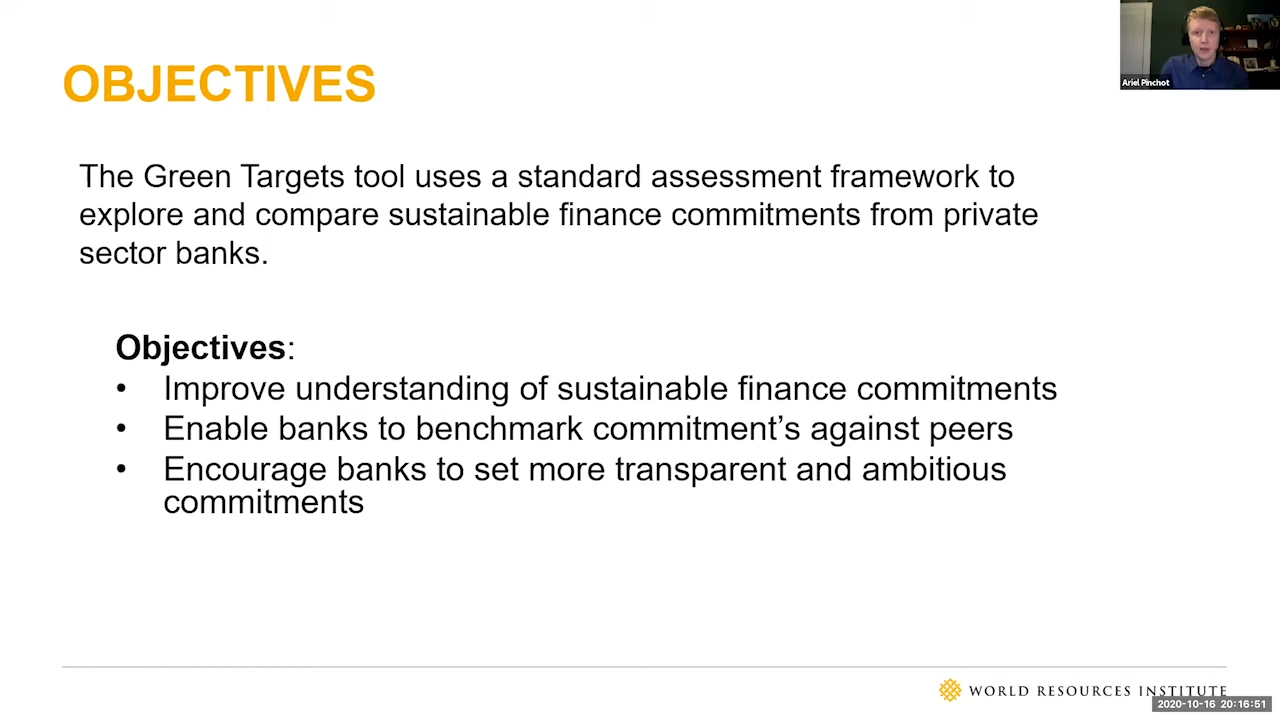 OBJECTIVES
Ariel Pinchot
The Green Targets tool uses a standard assessment framework to
explore and compare sustainable finance commitments from private
sector banks.
Objectives:
• Improve understanding of sustainable finance commitments
• Enable banks to benchmark commitment’s against peers
• Encourage banks to set more transparent and ambitious
commitments
WORLD RESOURCES INSTITUTE
2020-10-16 20:16:51